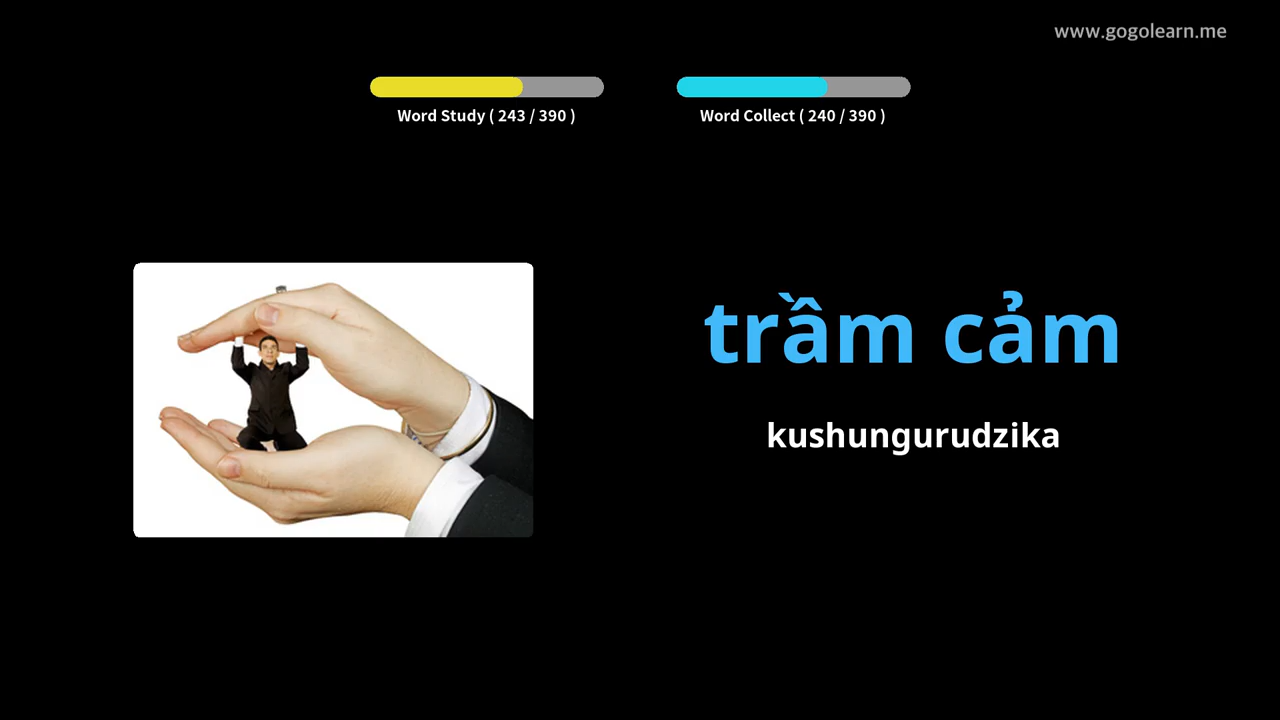 www.gogolearn.me
Word Study ( 243 / 390 )
Word Collect ( 240 / 390 )
trầm cảm
kushungurudzika